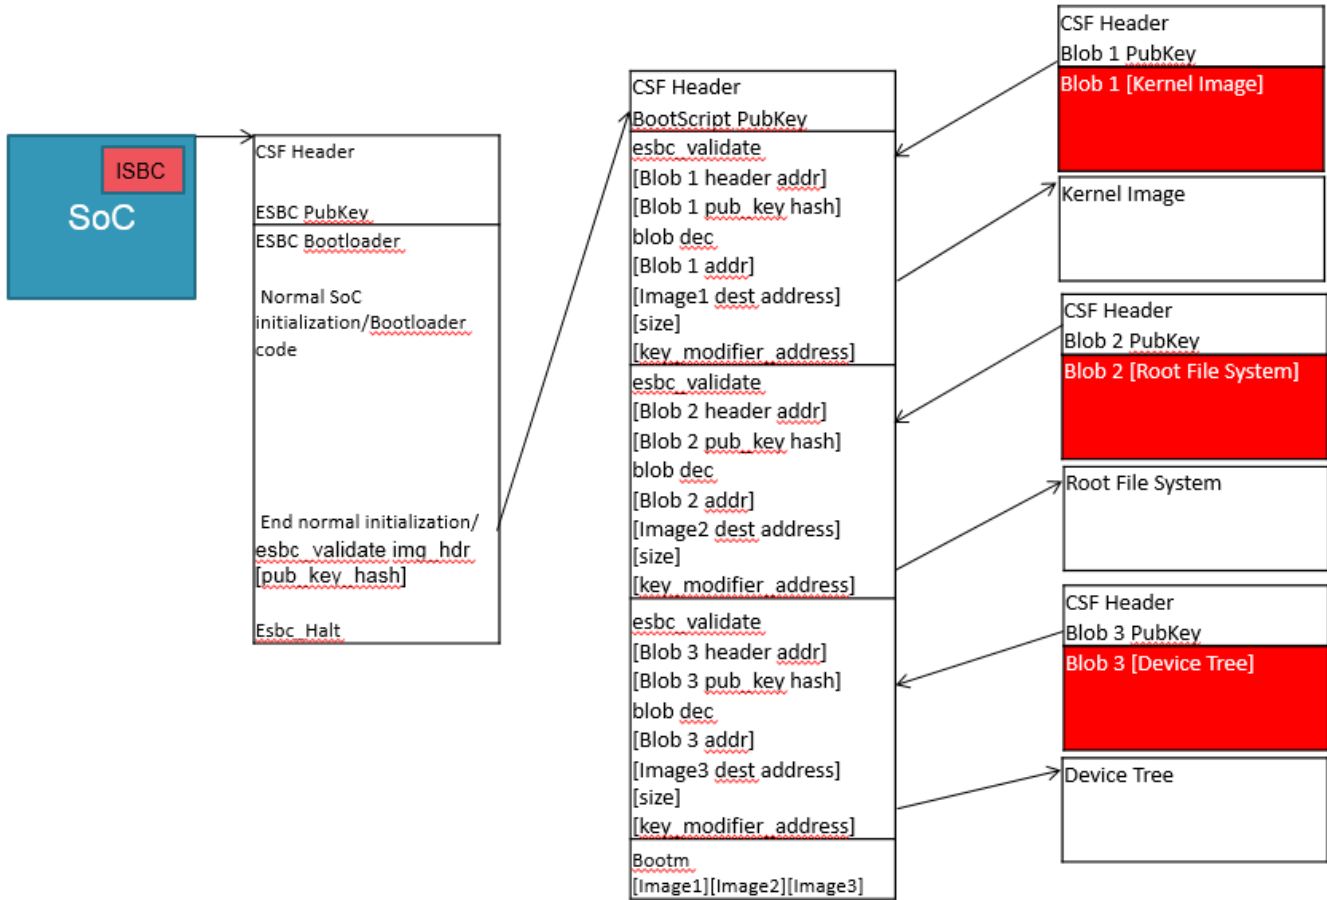 ISBC
SoC
CSF Header
ESBC PubKey
ESBC Bootloader
Normal SoC
initialization/Bootloader
code
End normal initialization/
esbc_validate img_hdr
[pub_key_hash]
Esbc_Halt
CSF Header
BootScript PubKey
esbc_validate
[Blob 1 header addr]
[Blob 1 pub_key hash]
blob dec
[Blob 1 addr]
[Image1 dest address]
[size]
[key_modifier_address]
esbc_validate
[Blob 2 header addr]
[Blob 2 pub_key hash]
blob dec
[Blob 2 addr]
[Image2 dest address]
[size]
[key_modifier_address]
esbc_validate
[Blob 3 header addr]
[Blob 3 pub_key hash]
blob dec
[Blob 3 addr]
[Image3 dest address]
[size]
[key_modifier_address]
Bootm
[Image1][Image2][Image3]
CSF Header
Blob 1 PubKey
Blob 1 [Kernel Image]
Kernel Image
CSF Header
Blob 2 PubKey
Blob 2 [Root File System]
Root File System
CSF Header
Blob 3 PubKey
Blob 3 [Device Tree]
Device Tree